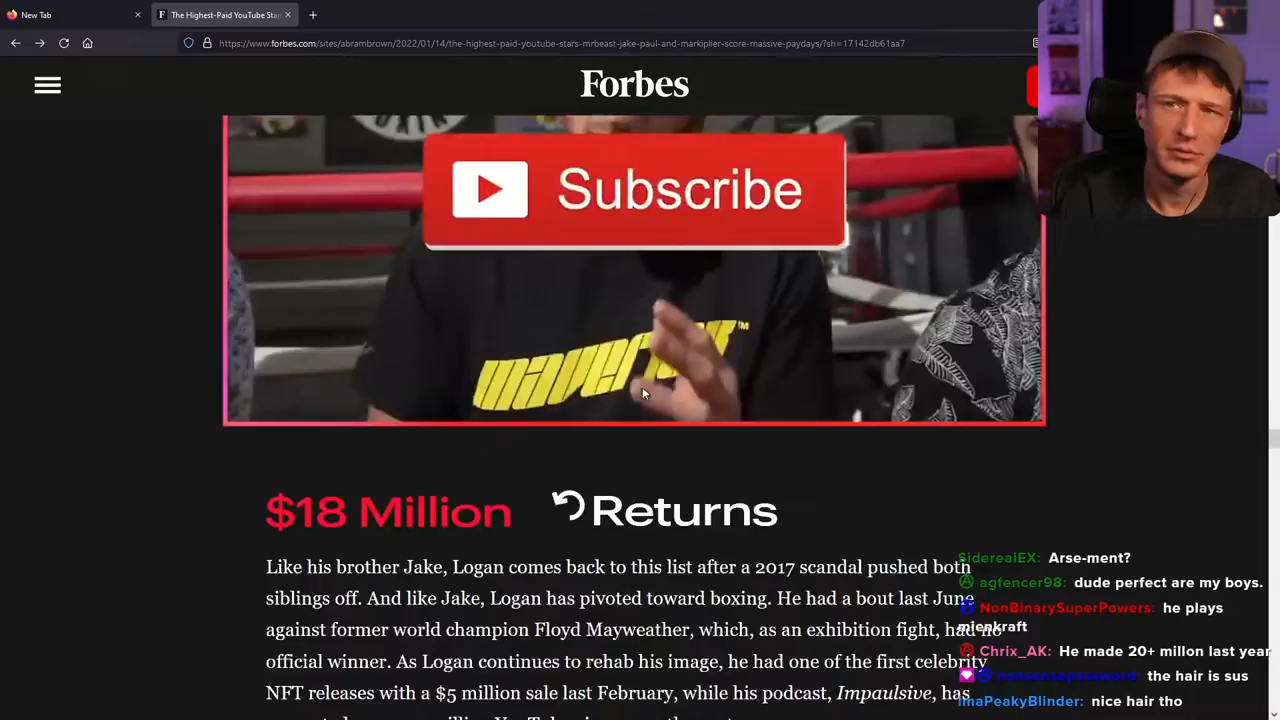 New Tab
The Highest-Paid YouTube Star
https://www.forbes.com/sites/abrambrown/2022/01/14/the-highest-paid-youtube-stars-mrbeast-jake-paul-and-markiplier-score-massive-paydays/?sh=17142db61aa7
Forbes
Subscribe
maverick™
$18 Million Returns
Like his brother Jake, Logan comes back to this list after a 2017 scandal pushed both
siblings off. And like Jake, Logan has pivoted toward boxing. He had a bout last June
against former world champion Floyd Mayweather, which, as an exhibition fight, had no
official winner. As Logan continues to rehab his image, he had one of the first celebrity
NFT releases with a $5 million sale last February, while his podcast, Impaulsive, has
SiderealEX: Arse-ment?
agfencer98: dude perfect are my boys.
NonBinarySuperPowers: he plays
mienkraft
Chrix_AK: He made 20+ millon last year
nonsensepassword: the hair is sus
ImaPeakyBlinder: nice hair tho